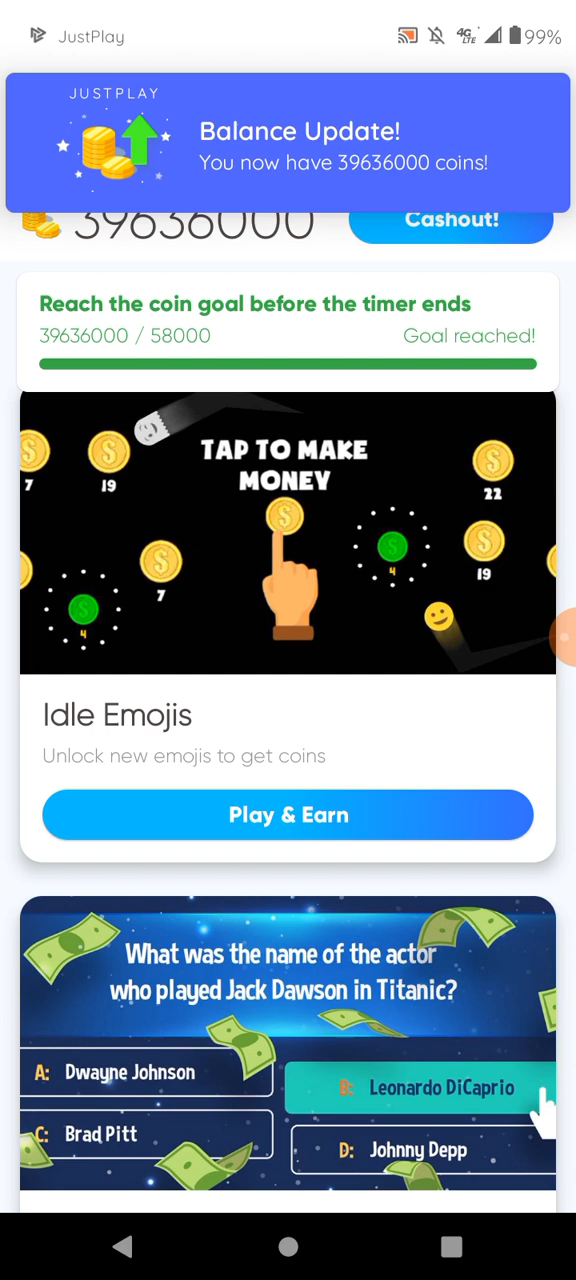 JustPlay
4G
LTE
99%
JUSTPLAY
Balance Update!
You now have 39636000 coins!
39636000
Cashout!
Reach the coin goal before the timer ends
39636000 / 58000
Goal reached!
TAP TO MAKE
MONEY
7
19
22
7
4
19
4
Idle Emojis
Unlock new emojis to get coins
Play & Earn
What was the name of the actor
who played Jack Dawson in Titanic?
A: Dwayne Johnson
B: Leonardo DiCaprio
C: Brad Pitt
D: Johnny Depp